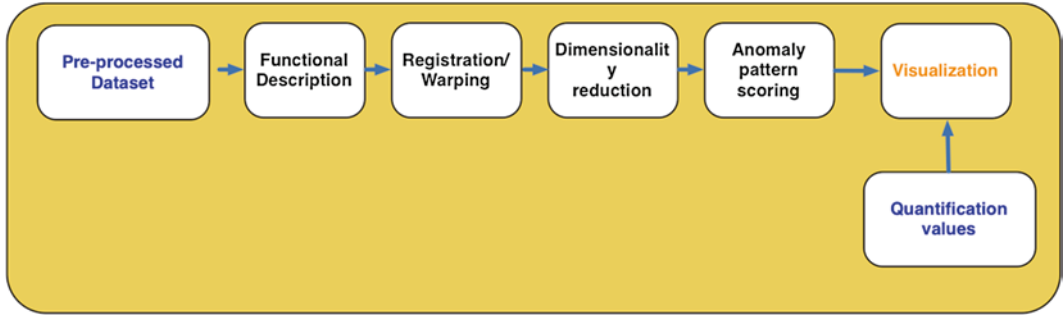 Pre-processed
Dataset
Functional
Description
Registration/
Warping
Dimensionalit
y
reduction
Anomaly
pattern
scoring
Visualization
Quantification
values